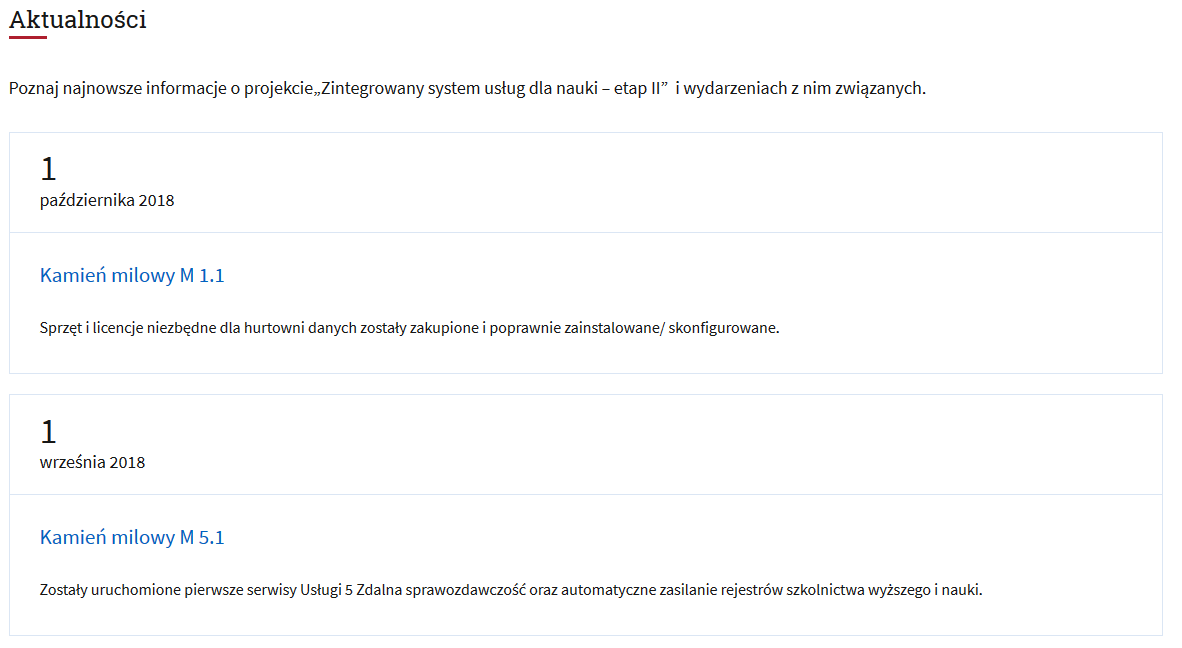 Aktualności
Poznaj najnowsze informacje o projekcie„Zintegrowany system usług dla nauki – etap II”  i wydarzeniach z nim związanych.
1
października 2018
Kamień milowy M 1.1
Sprzęt i licencje niezbędne dla hurtowni danych zostały zakupione i poprawnie zainstalowane/ skonfigurowane.
1
września 2018
Kamień milowy M 5.1
Zostały uruchomione pierwsze serwisy Usługi 5 Zdalna sprawozdawczość oraz automatyczne zasilanie rejestrów szkolnictwa wyższego i nauki.